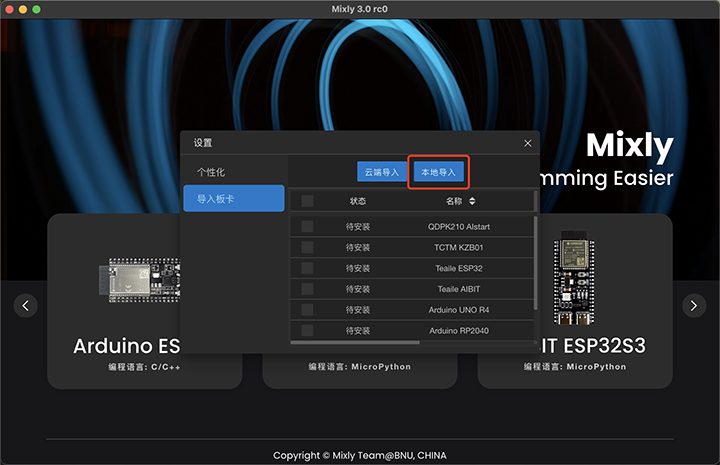 Mixly 3.0 rc0
设置
个性化
导入板卡
云端导入 本地导入
状态 名称
待安装 QDPK210 AIstart
待安装 TCTM KZB01
待安装 Teaile ESP32
待安装 Teaile AIBIT
待安装 Arduino UNO R4
待安装 Arduino RP2040
Mixly
mming Easier
Arduino ES
编程语言: C/C++
编程语言: MicroPython
IT ESP32S3
编程语言: MicroPython
Copyright © Mixly Team@BNU, CHINA